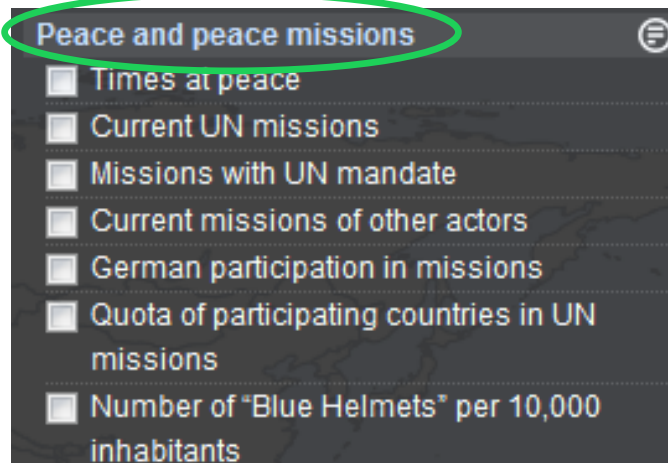 Peace and peace missions
Times at peace
Current UN missions
Missions with UN mandate
Current missions of other actors
German participation in missions
Quota of participating countries in UN
missions
Number of “Blue Helmets” per 10,000
inhabitants